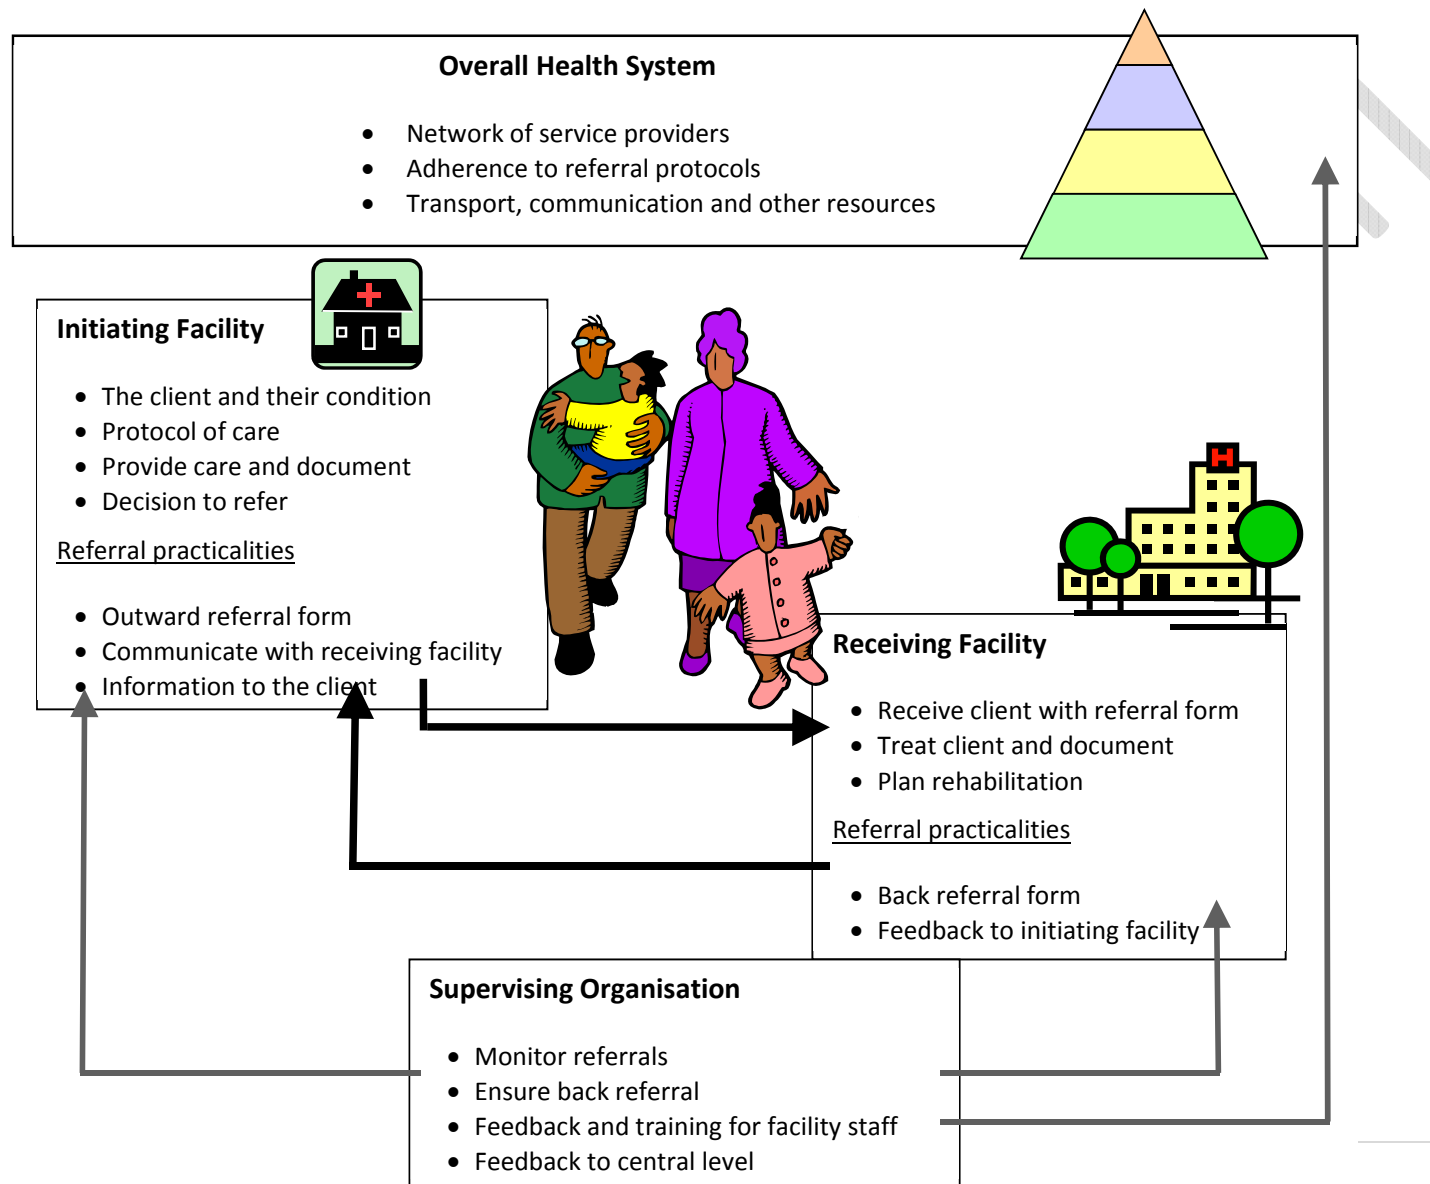 Overall Health System
• Network of service providers
• Adherence to referral protocols
• Transport, communication and other resources
Initiating Facility
• The client and their condition
• Protocol of care
• Provide care and document
• Decision to refer
Referral practicalities
• Outward referral form
• Communicate with receiving facility
• Information to the client
H
Receiving Facility
• Receive client with referral form
• Treat client and document
• Plan rehabilitation
Referral practicalities
• Back referral form
• Feedback to initiating facility
Supervising Organisation
• Monitor referrals
• Ensure back referral
• Feedback and training for facility staff
• Feedback to central level